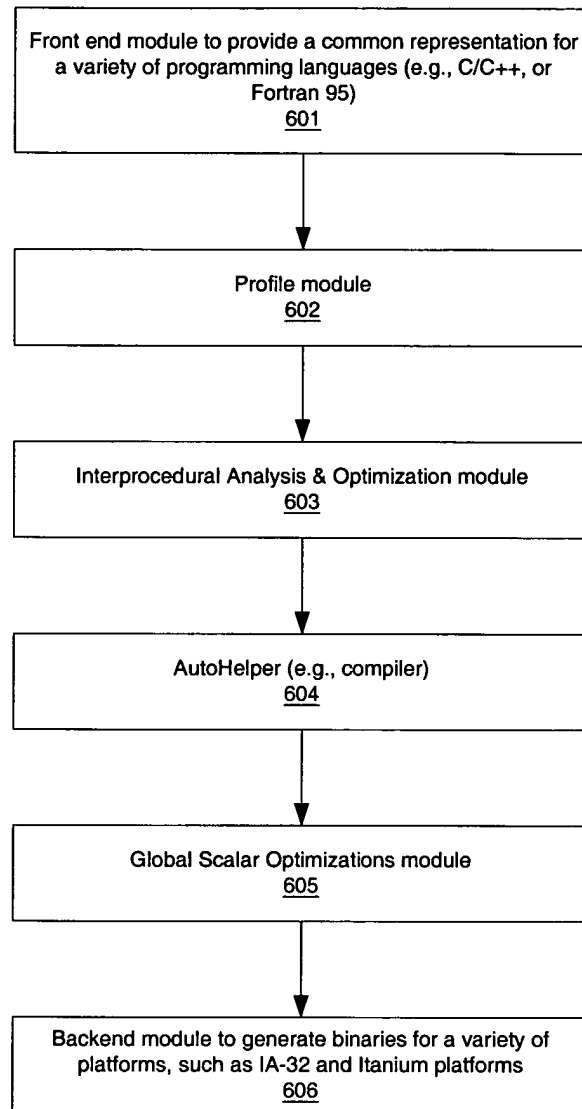 Front end module to provide a common representation for
a variety of programming languages (e.g., C/C++, or
Fortran 95)
601
Profile module
602
Interprocedural Analysis & Optimization module
603
AutoHelper (e.g., compiler)
604
Global Scalar Optimizations module
605
Backend module to generate binaries for a variety of
platforms, such as IA-32 and Itanium platforms
606